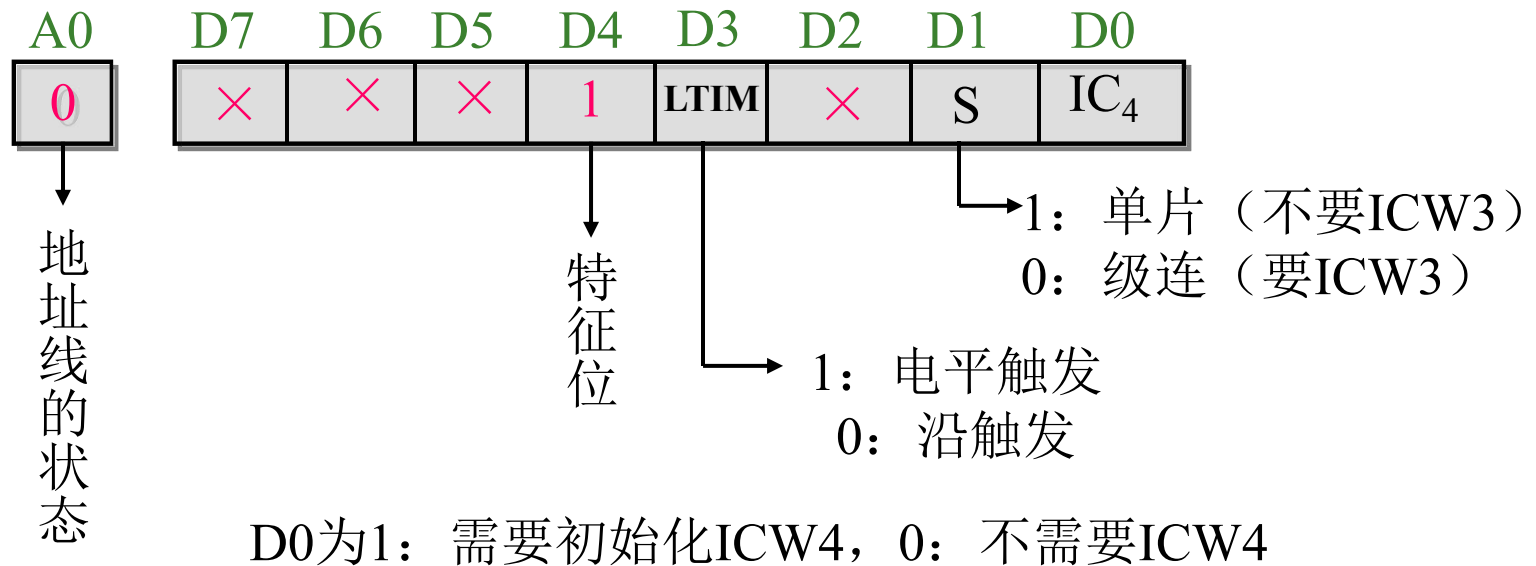 A0 D7 D6 D5 D4 D3 D2 D1 D0
0 × × × 1 LTIM × S IC₄
1：单片（不要ICW3）
0：级连（要ICW3）
地址线的状态
特征位
1：电平触发
0：沿触发
D0为1：需要初始化ICW4，0：不需要ICW4